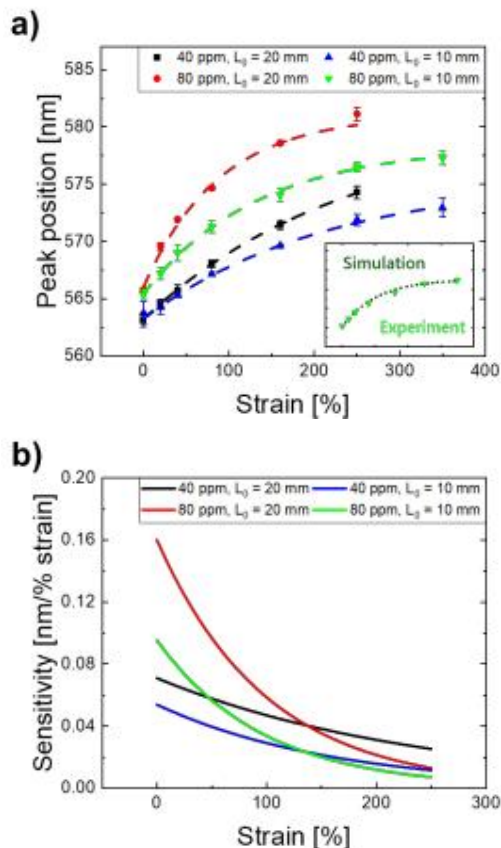 a)
40 ppm, L₀ = 20 mm 40 ppm, L₀ = 10 mm
80 ppm, L₀ = 20 mm 80 ppm, L₀ = 10 mm
585
580
575
570
565
560
Peak position [nm]
Simulation
Experiment
0 100 200 300 400
Strain [%]
b)
40 ppm, L₀ = 20 mm 40 ppm, L₀ = 10 mm
80 ppm, L₀ = 20 mm 80 ppm, L₀ = 10 mm
0.20
0.16
0.12
0.08
0.04
0.00
Sensitivity [nm/% strain]
0 100 200 300
Strain [%]